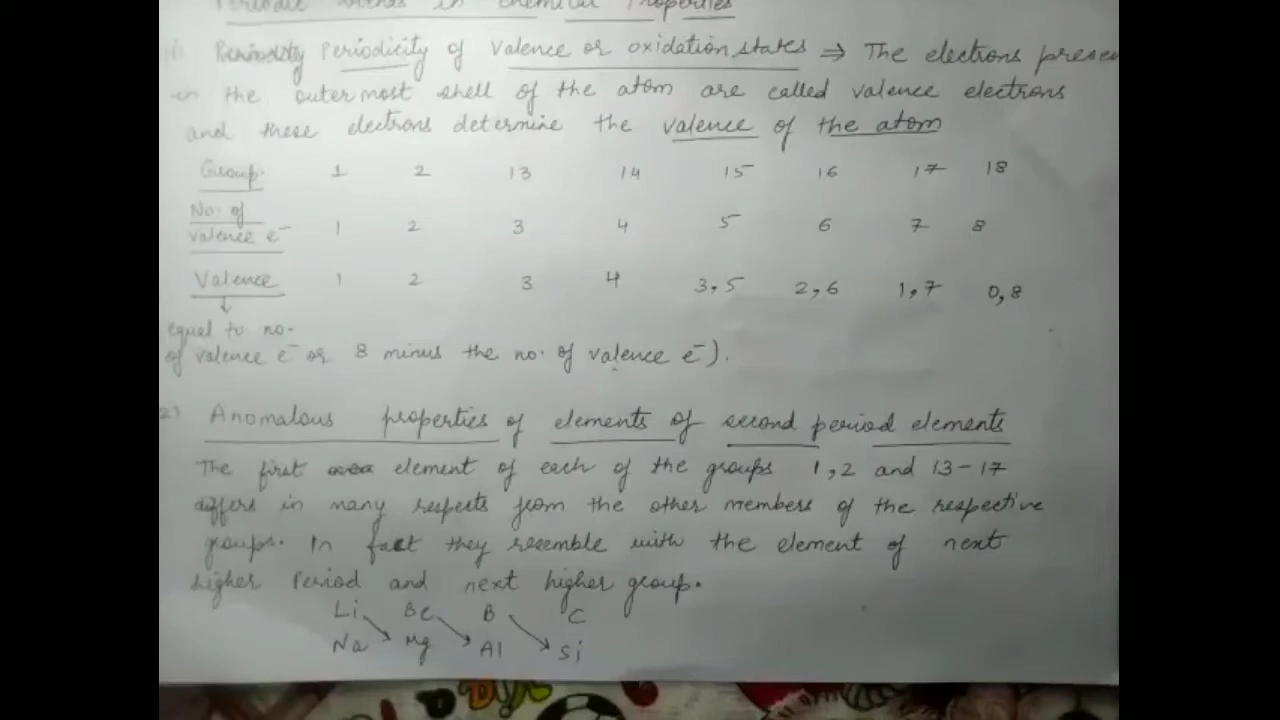 Periodic trends in chemical Properties
1) Periodity Periodicity of Valence or oxidation states ⇒ The electrons presen
in the outermost shell of the atom are called valence electrons
and these electrons determine the valence of the atom
Group. 1 2 13 14 15 16 17 18
No. of
valence e⁻ 1 2 3 4 5 6 7 8
Valence 1 2 3 4 3,5 2,6 1,7 0,8
↓
equal to no.
of valence e⁻ or 8 minus the no. of valence e⁻).
2) Anomalous properties of elements of second period elements
The first element of each of the groups 1,2 and 13-17
differs in many respects from the other members of the respective
groups. In fact they resemble with the element of next
higher Period and next higher group.
Li Be B C
Na Mg Al Si